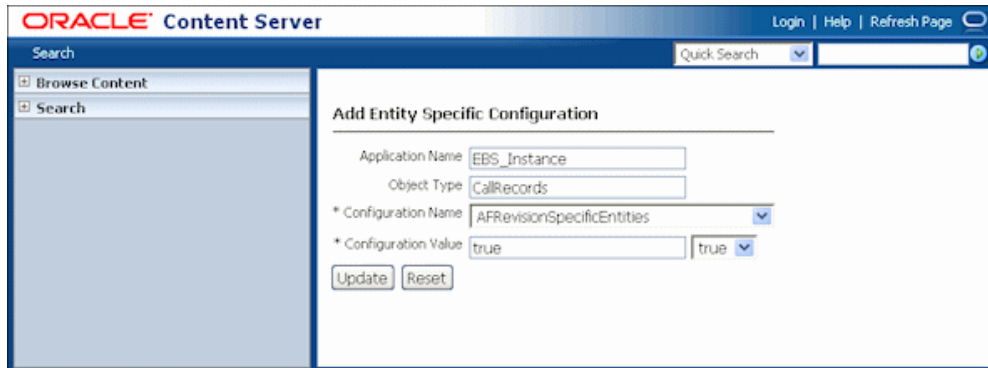 ORACLE Content Server
Login | Help | Refresh Page
Search
Quick Search
Browse Content
Search
Add Entity Specific Configuration
Application Name EBS_Instance
Object Type CallRecords
* Configuration Name AFRevisionSpecificEntities
* Configuration Value true true
Update Reset